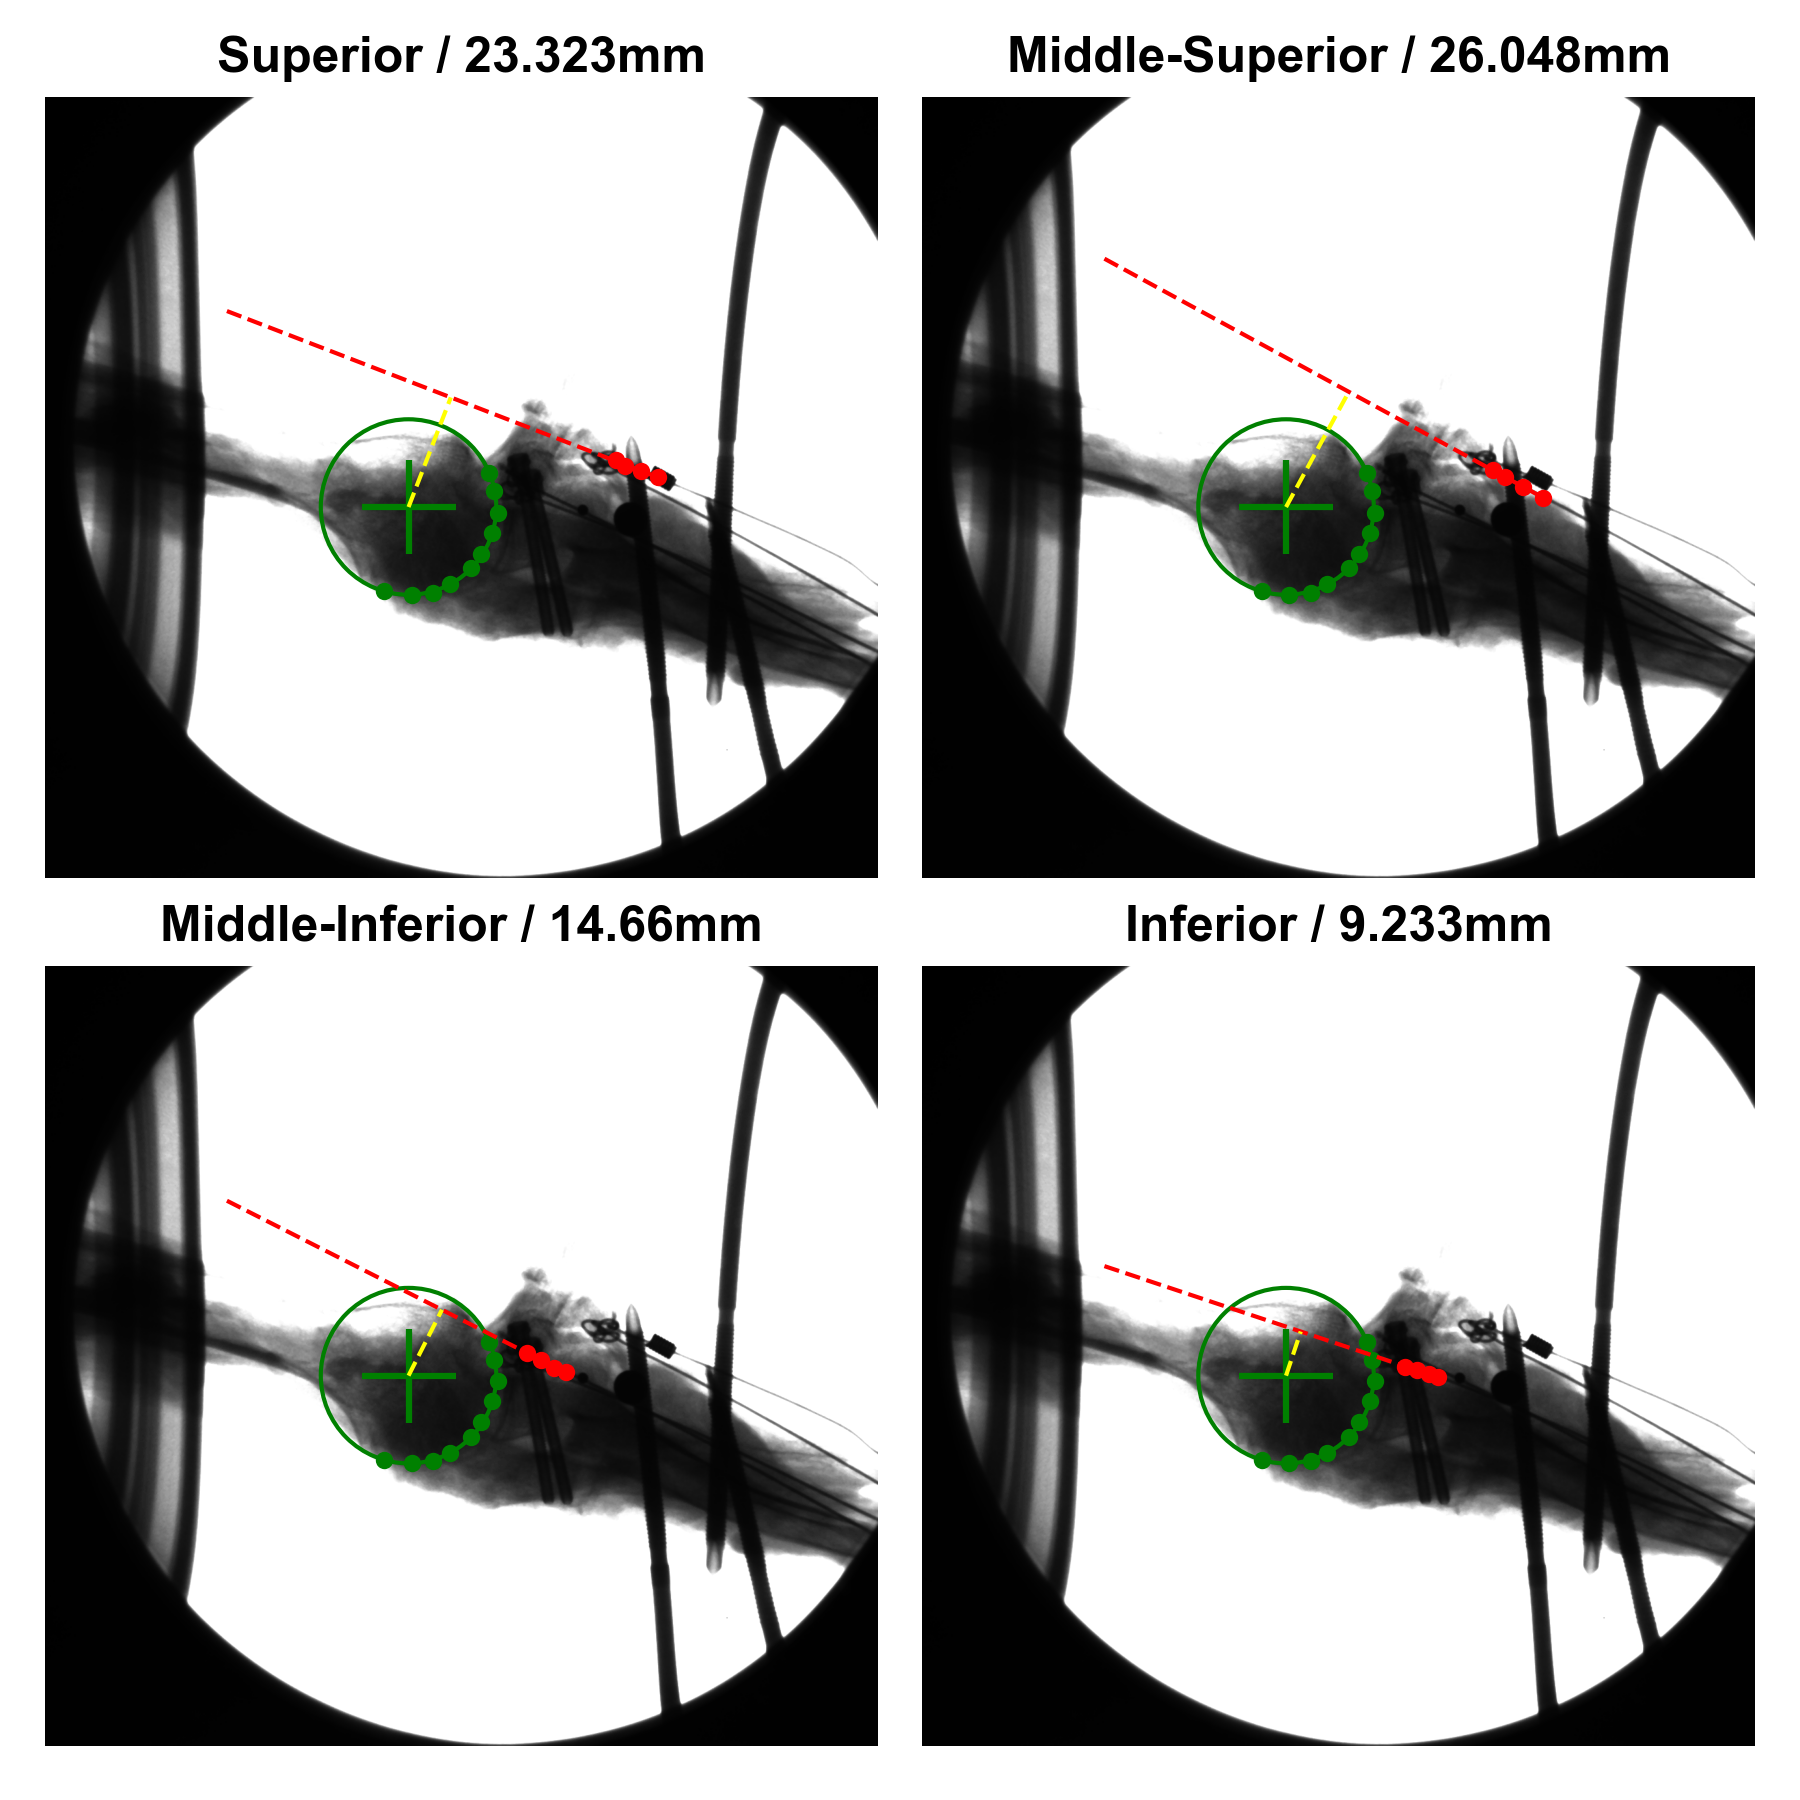 Superior / 23.323mm
Middle-Superior / 26.048mm
Middle-Inferior / 14.66mm
Inferior / 9.233mm